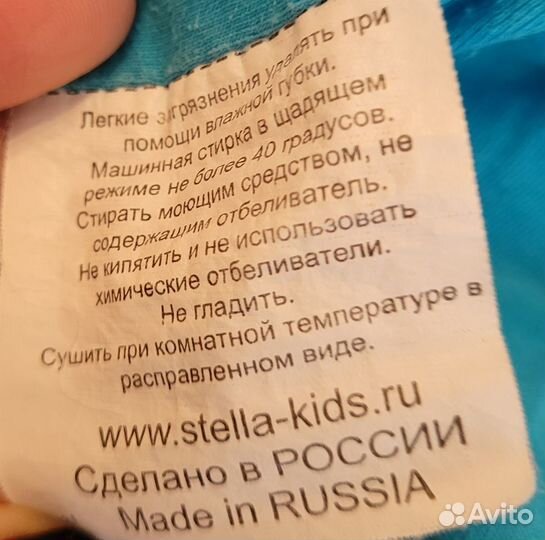 Легкие загрязнения удалять при
помощи влажной губки.
Машинная стирка в щадящем
режиме не более 40 градусов.
Стирать моющим средством, не
содержащим отбеливатель.
Не кипятить и не использовать
химические отбеливатели.
Не гладить.
Сушить при комнатной температуре в
расправленном виде.
www.stella-kids.ru
Сделано в РОССИИ
Made in RUSSIA
Avito